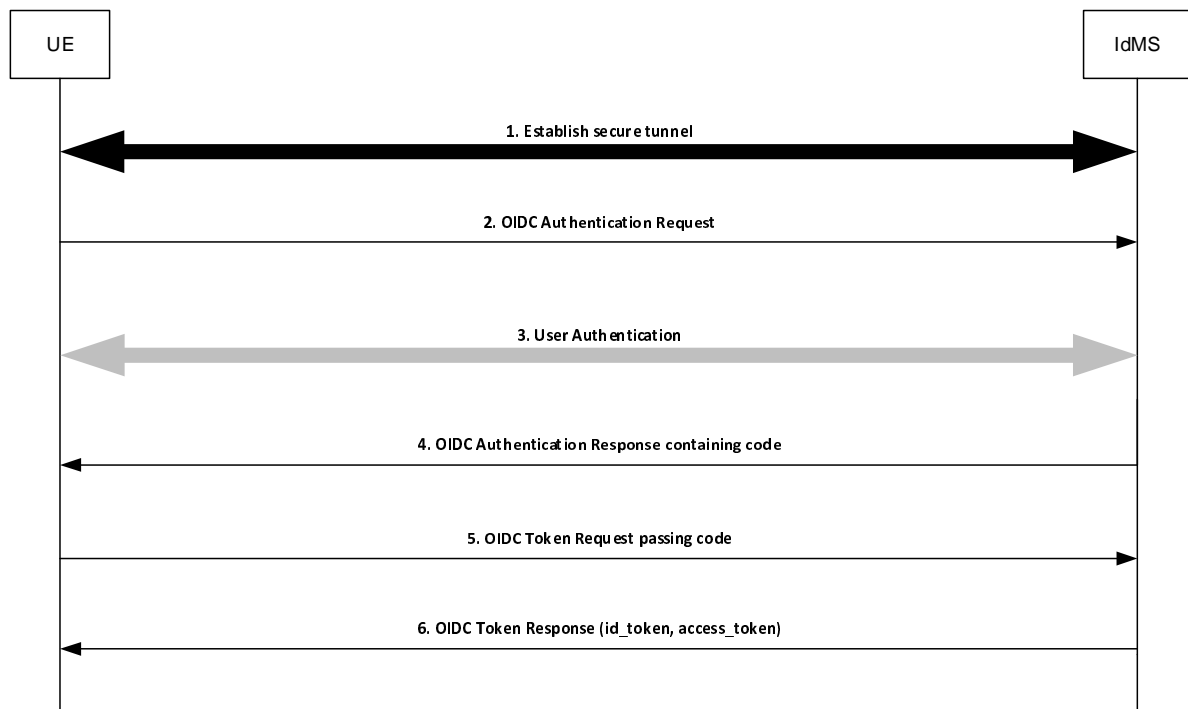 UE
IdMS
1. Establish secure tunnel
2. OIDC Authentication Request
3. User Authentication
4. OIDC Authentication Response containing code
5. OIDC Token Request passing code
6. OIDC Token Response (id_token, access_token)